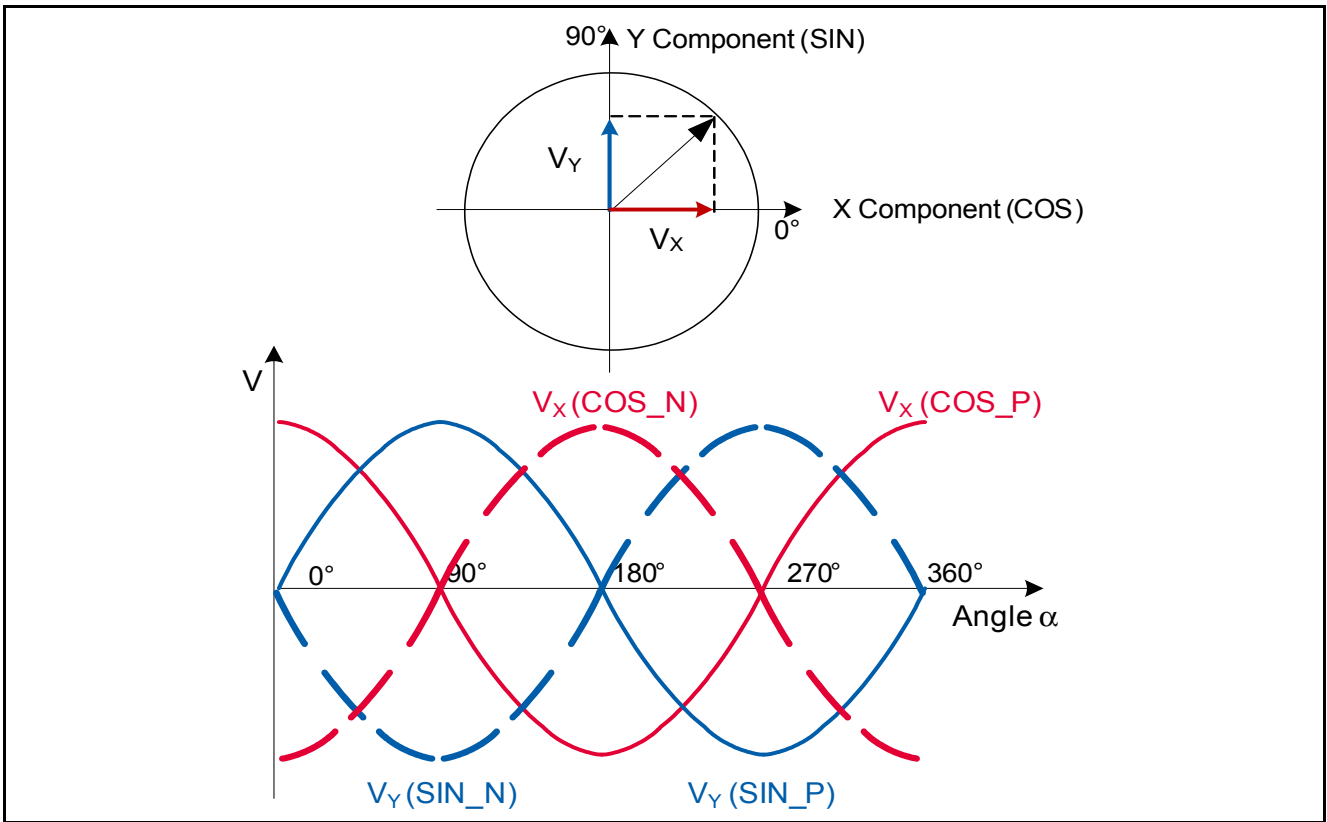 90° Y Component (SIN)
VY
X Component (COS)
0°
VX
V
VX (COS_N)
VX (COS_P)
0°
90°
180°
270°
360°
Angle α
VY (SIN_N)
VY (SIN_P)